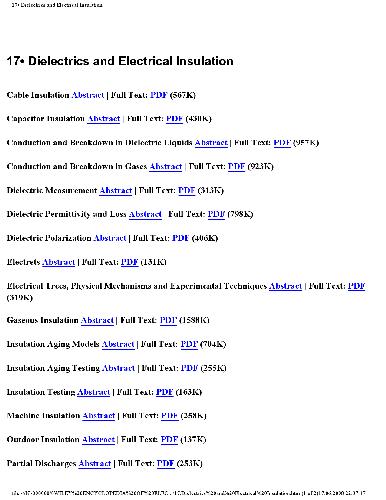 17• Dielectrics and Electrical Insulation
17• Dielectrics and Electrical Insulation
Cable Insulation Abstract | Full Text: PDF (567K)
Capacitor Insulation Abstract | Full Text: PDF (430K)
Conduction and Breakdown in Dielectric Liquids Abstract | Full Text: PDF (957K)
Conduction and Breakdown in Gases Abstract | Full Text: PDF (923K)
Dielectric Measurement Abstract | Full Text: PDF (313K)
Dielectric Permittivity and Loss Abstract | Full Text: PDF (798K)
Dielectric Polarization Abstract | Full Text: PDF (406K)
Electrets Abstract | Full Text: PDF (131K)
Electrical Trees, Physical Mechanisms and Experimental Techniques Abstract | Full Text: PDF
(319K)
Gaseous Insulation Abstract | Full Text: PDF (1588K)
Insulation Aging Models Abstract | Full Text: PDF (704K)
Insulation Aging Testing Abstract | Full Text: PDF (255K)
Insulation Testing Abstract | Full Text: PDF (163K)
Machine Insulation Abstract | Full Text: PDF (258K)
Outdoor Insulation Abstract | Full Text: PDF (137K)
Partial Discharges Abstract | Full Text: PDF (253K)